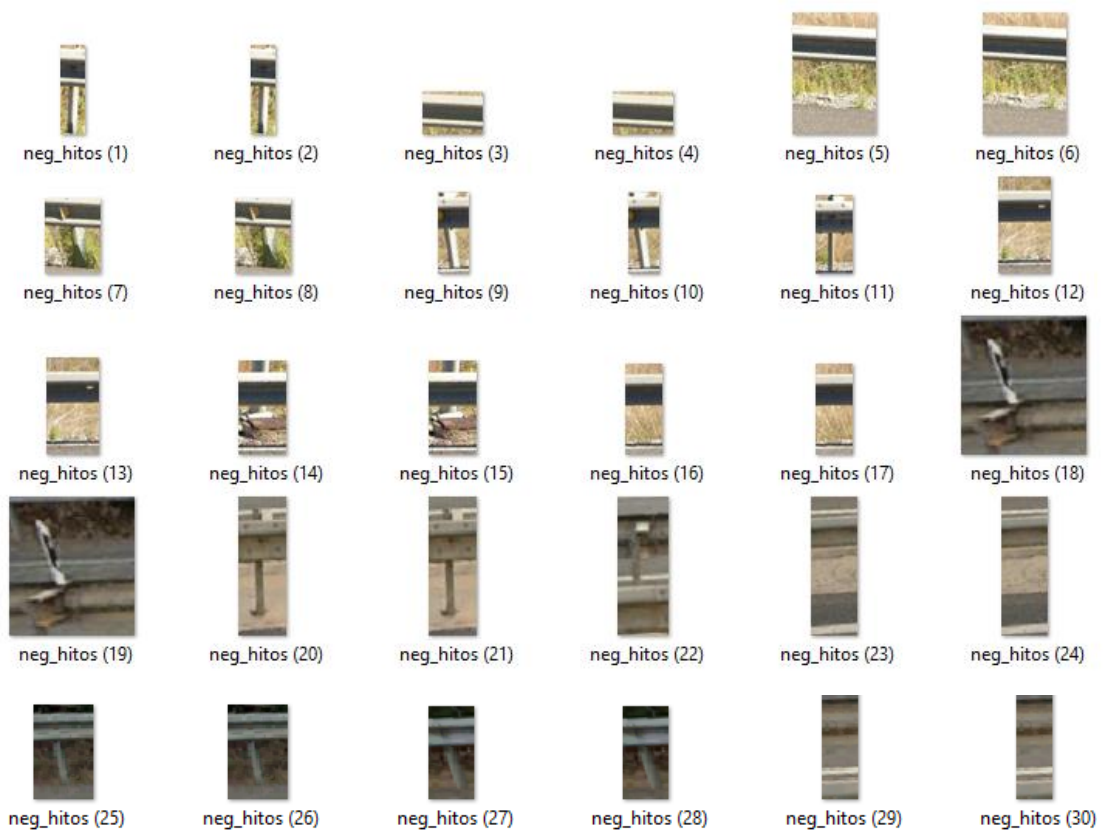 neg_hitos (1) neg_hitos (2) neg_hitos (3) neg_hitos (4) neg_hitos (5) neg_hitos (6)
neg_hitos (7) neg_hitos (8) neg_hitos (9) neg_hitos (10) neg_hitos (11) neg_hitos (12)
neg_hitos (13) neg_hitos (14) neg_hitos (15) neg_hitos (16) neg_hitos (17) neg_hitos (18)
neg_hitos (19) neg_hitos (20) neg_hitos (21) neg_hitos (22) neg_hitos (23) neg_hitos (24)
neg_hitos (25) neg_hitos (26) neg_hitos (27) neg_hitos (28) neg_hitos (29) neg_hitos (30)